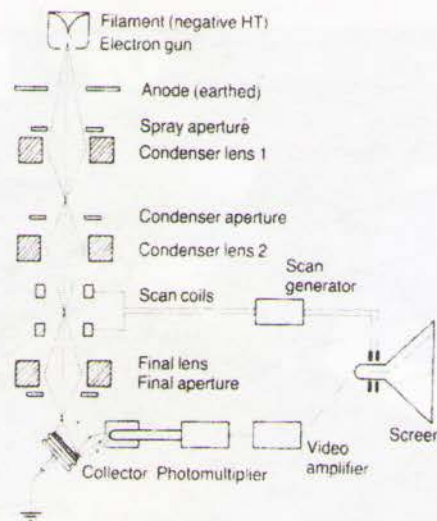 Filament (negative HT)
Electron gun
Anode (earthed)
Spray aperture
Condenser lens 1
Condenser aperture
Condenser lens 2
Scan
generator
Scan coils
Final lens
Final aperture
Screen
Video
amplifier
Collector Photomultiplier